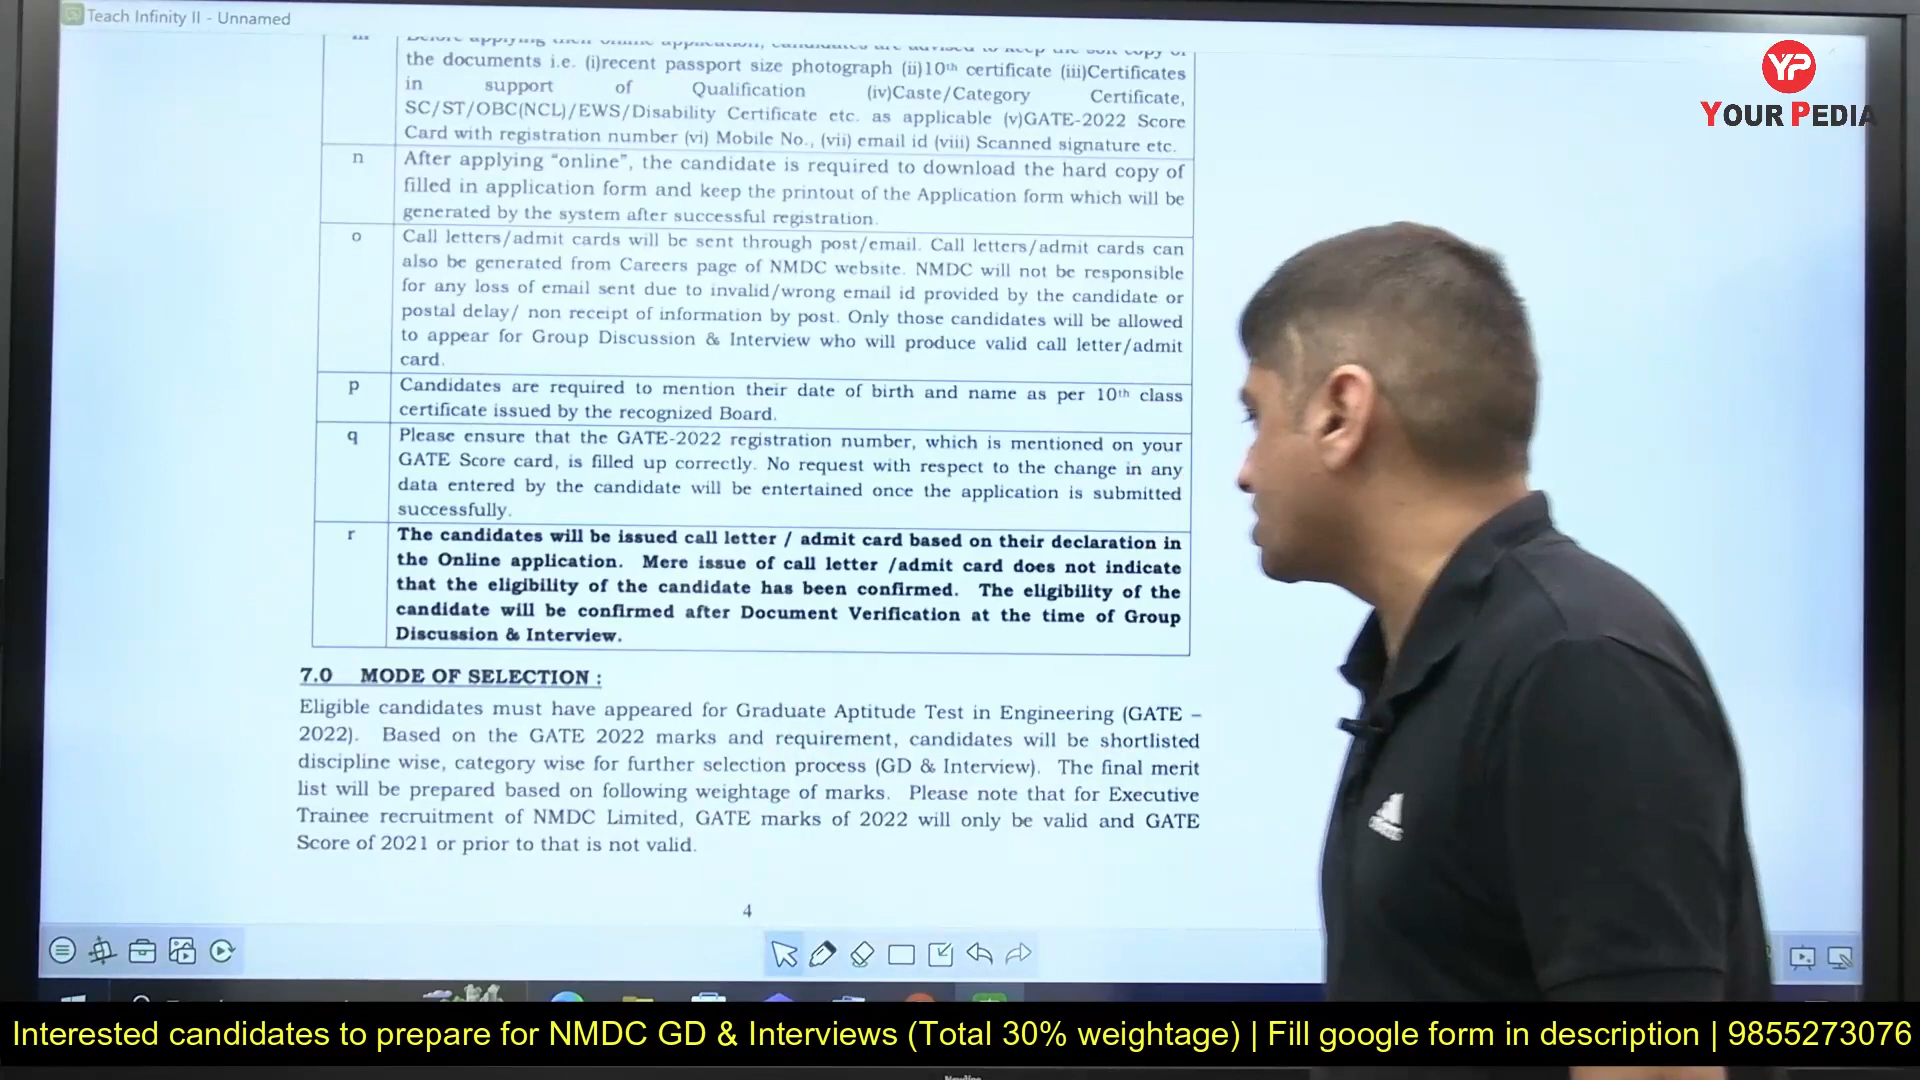 Teach Infinity II - Unnamed
YP
YOUR PEDIA
m Before applying their online application, candidates are advised to keep the soft copy of
the documents i.e. (i)recent passport size photograph (ii)10th certificate (iii)Certificates
in support of Qualification (iv)Caste/Category Certificate,
SC/ST/OBC(NCL)/EWS/Disability Certificate etc. as applicable (v)GATE-2022 Score
Card with registration number (vi) Mobile No., (vii) email id (viii) Scanned signature etc.
n After applying “online”, the candidate is required to download the hard copy of
filled in application form and keep the printout of the Application form which will be
generated by the system after successful registration.
o Call letters/admit cards will be sent through post/email. Call letters/admit cards can
also be generated from Careers page of NMDC website. NMDC will not be responsible
for any loss of email sent due to invalid/wrong email id provided by the candidate or
postal delay/ non receipt of information by post. Only those candidates will be allowed
to appear for Group Discussion & Interview who will produce valid call letter/admit
card.
p Candidates are required to mention their date of birth and name as per 10th class
certificate issued by the recognized Board.
q Please ensure that the GATE-2022 registration number, which is mentioned on your
GATE Score card, is filled up correctly. No request with respect to the change in any
data entered by the candidate will be entertained once the application is submitted
successfully.
r The candidates will be issued call letter / admit card based on their declaration in
the Online application. Mere issue of call letter /admit card does not indicate
that the eligibility of the candidate has been confirmed. The eligibility of the
candidate will be confirmed after Document Verification at the time of Group
Discussion & Interview.
7.0 MODE OF SELECTION :
Eligible candidates must have appeared for Graduate Aptitude Test in Engineering (GATE –
2022). Based on the GATE 2022 marks and requirement, candidates will be shortlisted
discipline wise, category wise for further selection process (GD & Interview). The final merit
list will be prepared based on following weightage of marks. Please note that for Executive
Trainee recruitment of NMDC Limited, GATE marks of 2022 will only be valid and GATE
Score of 2021 or prior to that is not valid.
4
adidas
Interested candidates to prepare for NMDC GD & Interviews (Total 30% weightage) | Fill google form in description | 9855273076